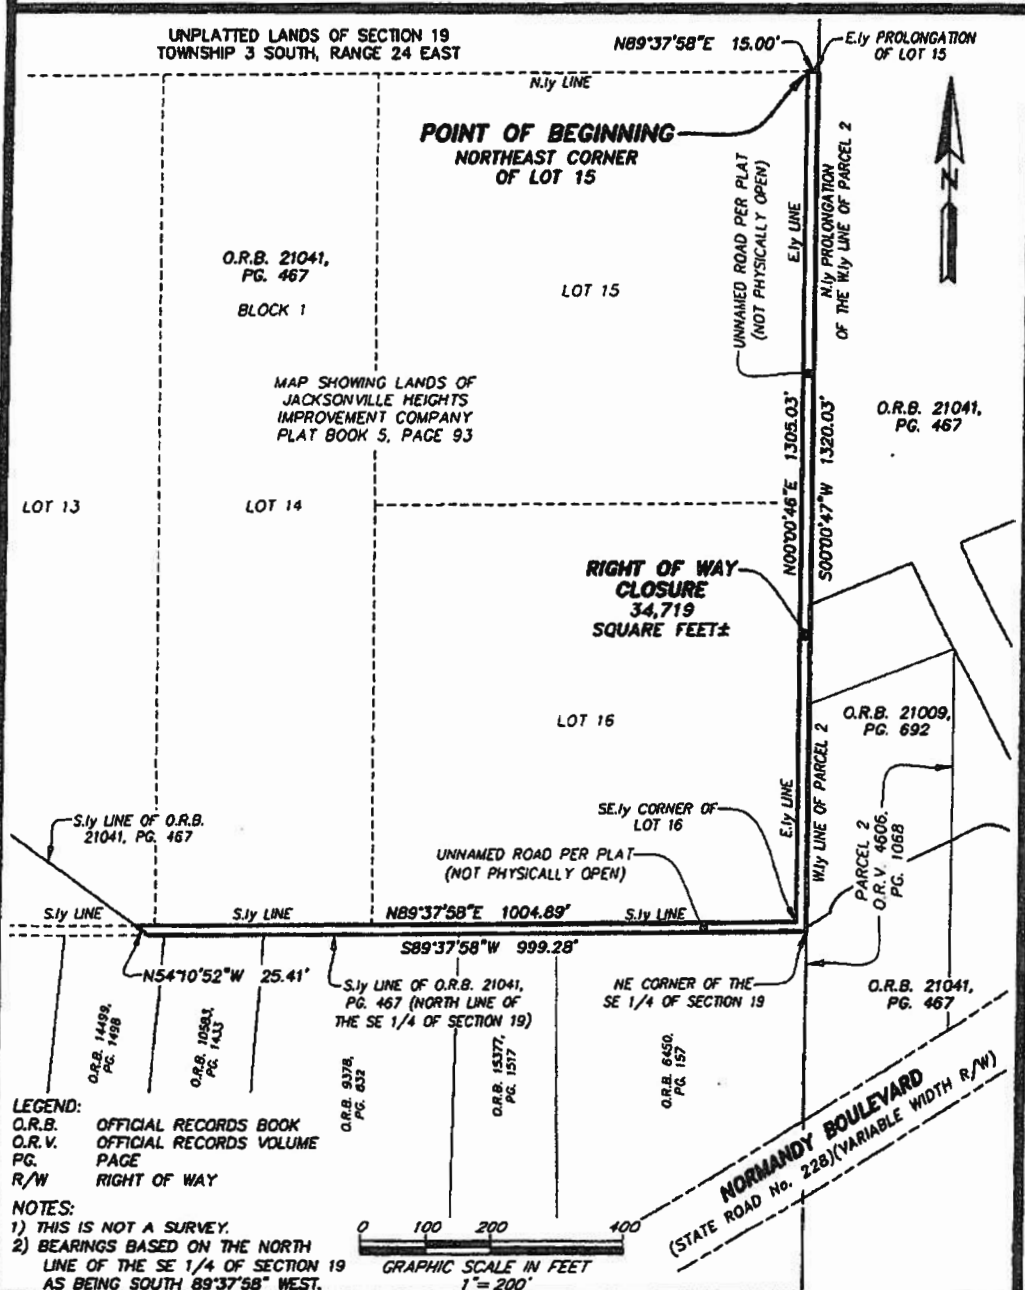 UNPLATTED LANDS OF SECTION 19
TOWNSHIP 3 SOUTH, RANGE 24 EAST
N89°37'58"E 15.00'
E.ly PROLONGATION
OF LOT 15
N.ly LINE
POINT OF BEGINNING
NORTHEAST CORNER
OF LOT 15
UNNAMED ROAD PER PLAT
(NOT PHYSICALLY OPEN)
E.ly LINE
N.ly PROLONGATION
OF THE W.ly LINE OF PARCEL 2
N
O.R.B. 21041,
PG. 467
BLOCK 1
LOT 15
MAP SHOWING LANDS OF
JACKSONVILLE HEIGHTS
IMPROVEMENT COMPANY
PLAT BOOK 5, PAGE 93
N00°00'46"E 1305.03'
S00°00'47"W 1320.03'
O.R.B. 21041,
PG. 467
LOT 13
LOT 14
RIGHT OF WAY
CLOSURE
34,719
SQUARE FEET±
LOT 16
O.R.B. 21009,
PG. 692
E.ly LINE
W.ly LINE OF PARCEL 2
PARCEL 2
O.R.V. 4606,
PG. 1068
SE.ly CORNER OF
LOT 16
S.ly LINE OF O.R.B.
21041, PG. 467
UNNAMED ROAD PER PLAT
(NOT PHYSICALLY OPEN)
S.ly LINE
S.ly LINE
N89°37'58"E 1004.89'
S.ly LINE
S89°37'58"W 999.28'
N54°10'52"W 25.41'
S.ly LINE OF O.R.B. 21041,
PG. 467 (NORTH LINE OF
THE SE 1/4 OF SECTION 19)
NE CORNER OF THE
SE 1/4 OF SECTION 19
O.R.B. 21041,
PG. 467
O.R.B. 14499,
PG. 1498
O.R.B. 10583,
PG. 1433
O.R.B. 9378,
PG. 632
O.R.B. 15377,
PG. 1517
O.R.B. 6450,
PG. 157
NORMANDY BOULEVARD
(STATE ROAD No. 228)(VARIABLE WIDTH R/W)
LEGEND:
O.R.B. OFFICIAL RECORDS BOOK
O.R.V. OFFICIAL RECORDS VOLUME
PG. PAGE
R/W RIGHT OF WAY
NOTES:
1) THIS IS NOT A SURVEY.
2) BEARINGS BASED ON THE NORTH
LINE OF THE SE 1/4 OF SECTION 19
AS BEING SOUTH 89°37'58" WEST.
0 100 200 400
GRAPHIC SCALE IN FEET
1"= 200'